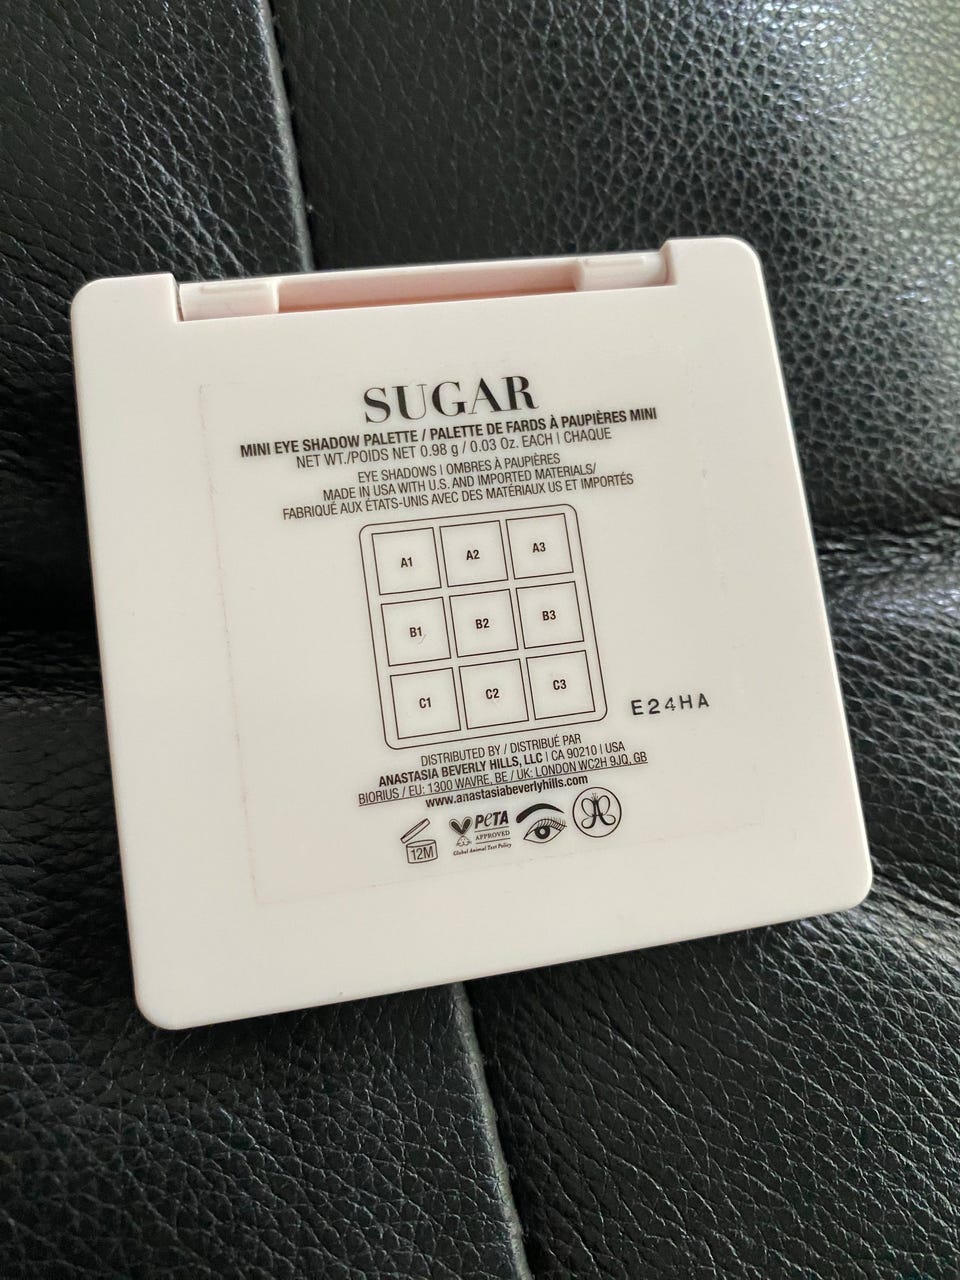 SUGAR
MINI EYE SHADOW PALETTE / PALETTE DE FARDS À PAUPIÈRES MINI
NET WT./POIDS NET 0.98 g / 0.03 Oz. EACH | CHAQUE
EYE SHADOWS | OMBRES À PAUPIÈRES
MADE IN USA WITH U.S. AND IMPORTED MATERIALS/
FABRIQUÉ AUX ÉTATS-UNIS AVEC DES MATÉRIAUX US ET IMPORTÉS
A1 A2 A3
B1 B2 B3
C1 C2 C3
E24HA
DISTRIBUTED BY / DISTRIBUÉ PAR
ANASTASIA BEVERLY HILLS, LLC | CA 90210 | USA
BIORIUS / EU: 1300 WAVRE, BE / UK: LONDON WC2H 9JQ, GB
www.anastasiabeverlyhills.com
12M
PETA
APPROVED
Global Animal Test Policy